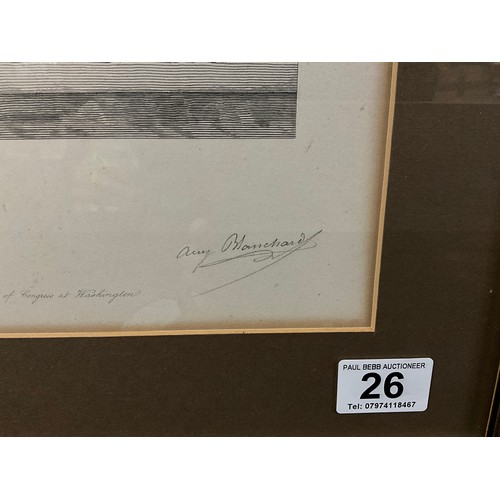 Aug Blanchard
of Congress at Washington
PAUL BEBB AUCTIONEER
26
Tel: 07974118467